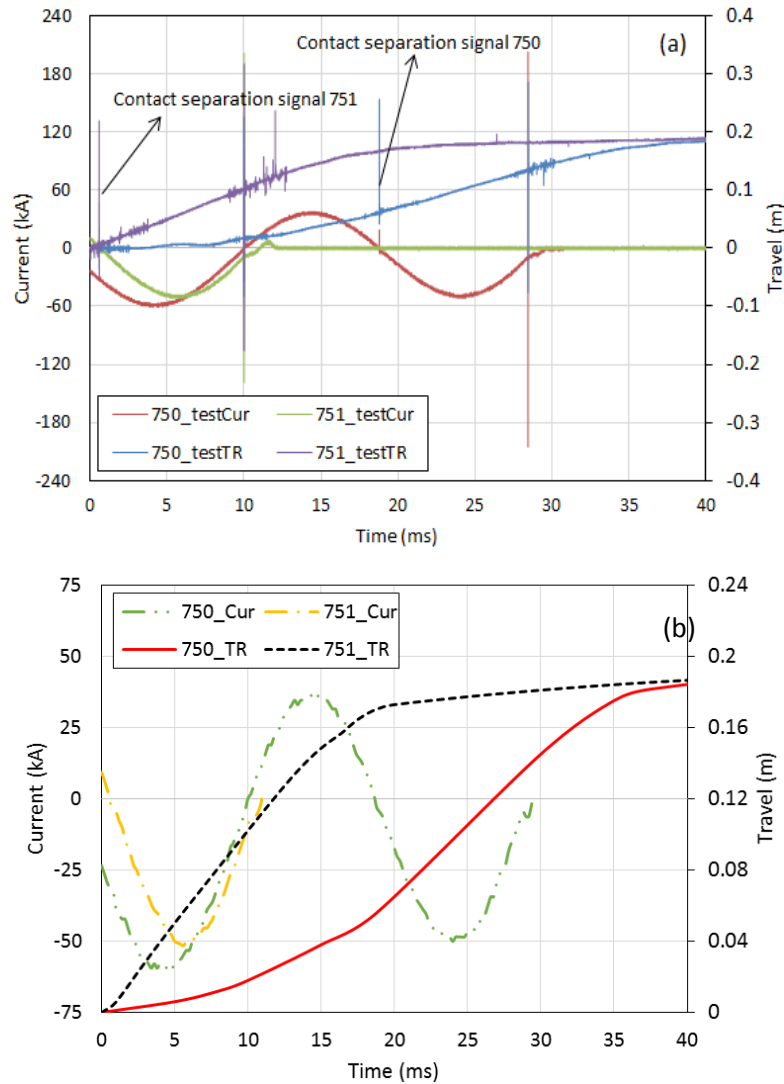 240
180
120
60
0
-60
-120
-180
-240
Current (kA)
0.4
0.3
0.2
0.1
0
-0.1
-0.2
-0.3
-0.4
Travel (m)
(a)
Contact separation signal 750
Contact separation signal 751
750_testCur
751_testCur
750_testTR
751_testTR
0 5 10 15 20 25 30 35 40
Time (ms)
75
50
25
0
-25
-50
-75
Current (kA)
0.24
0.2
0.16
0.12
0.08
0.04
0
Travel (m)
(b)
750_Cur
751_Cur
750_TR
751_TR
0 5 10 15 20 25 30 35 40
Time (ms)